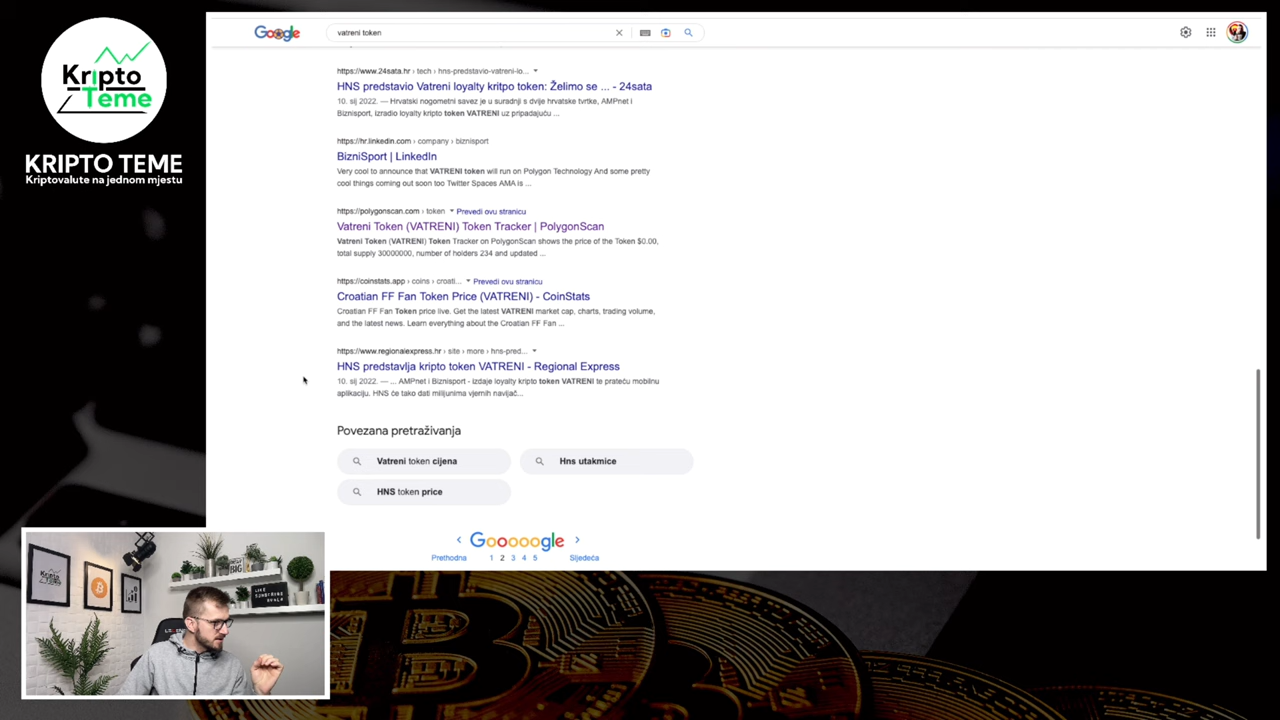 Kripto
Teme
KRIPTO TEME
Kriptovalute na jednom mjestu
Google
vatreni token
https://www.24sata.hr › tech › hns-predstavio-vatreni-lo...
HNS predstavio Vatreni loyalty kritpo token: Želimo se ... - 24sata
10. sij 2022. — Hrvatski nogometni savez je u suradnji s dvije hrvatske tvrtke, AMPnet i
Biznisport, izradio loyalty kripto token VATRENI uz pripadajuću ...
https://hr.linkedin.com › company › biznisport
BizniSport | LinkedIn
Very cool to announce that VATRENI token will run on Polygon Technology And some pretty
cool things coming out soon too Twitter Spaces AMA is ...
https://polygonscan.com › token Prevedi ovu stranicu
Vatreni Token (VATRENI) Token Tracker | PolygonScan
Vatreni Token (VATRENI) Token Tracker on PolygonScan shows the price of the Token $0.00,
total supply 30000000, number of holders 234 and updated ...
https://coinstats.app › coins › croati... Prevedi ovu stranicu
Croatian FF Fan Token Price (VATRENI) - CoinStats
Croatian FF Fan Token price live. Get the latest VATRENI market cap, charts, trading volume,
and the latest news. Learn everything about the Croatian FF Fan ...
https://www.regionalexpress.hr › site › more › hns-pred...
HNS predstavlja kripto token VATRENI - Regional Express
10. sij 2022. — ... AMPnet i Biznisport - izdaje loyalty kripto token VATRENI te prateću mobilnu
aplikaciju. HNS će tako dati milijunima vjernih navijač...
Povezana pretraživanja
Vatreni token cijena
Hns utakmice
HNS token price
Gooooogle
Prethodna 1 2 3 4 5 Sljedeća
Kripto
Teme
BIG
LIKE